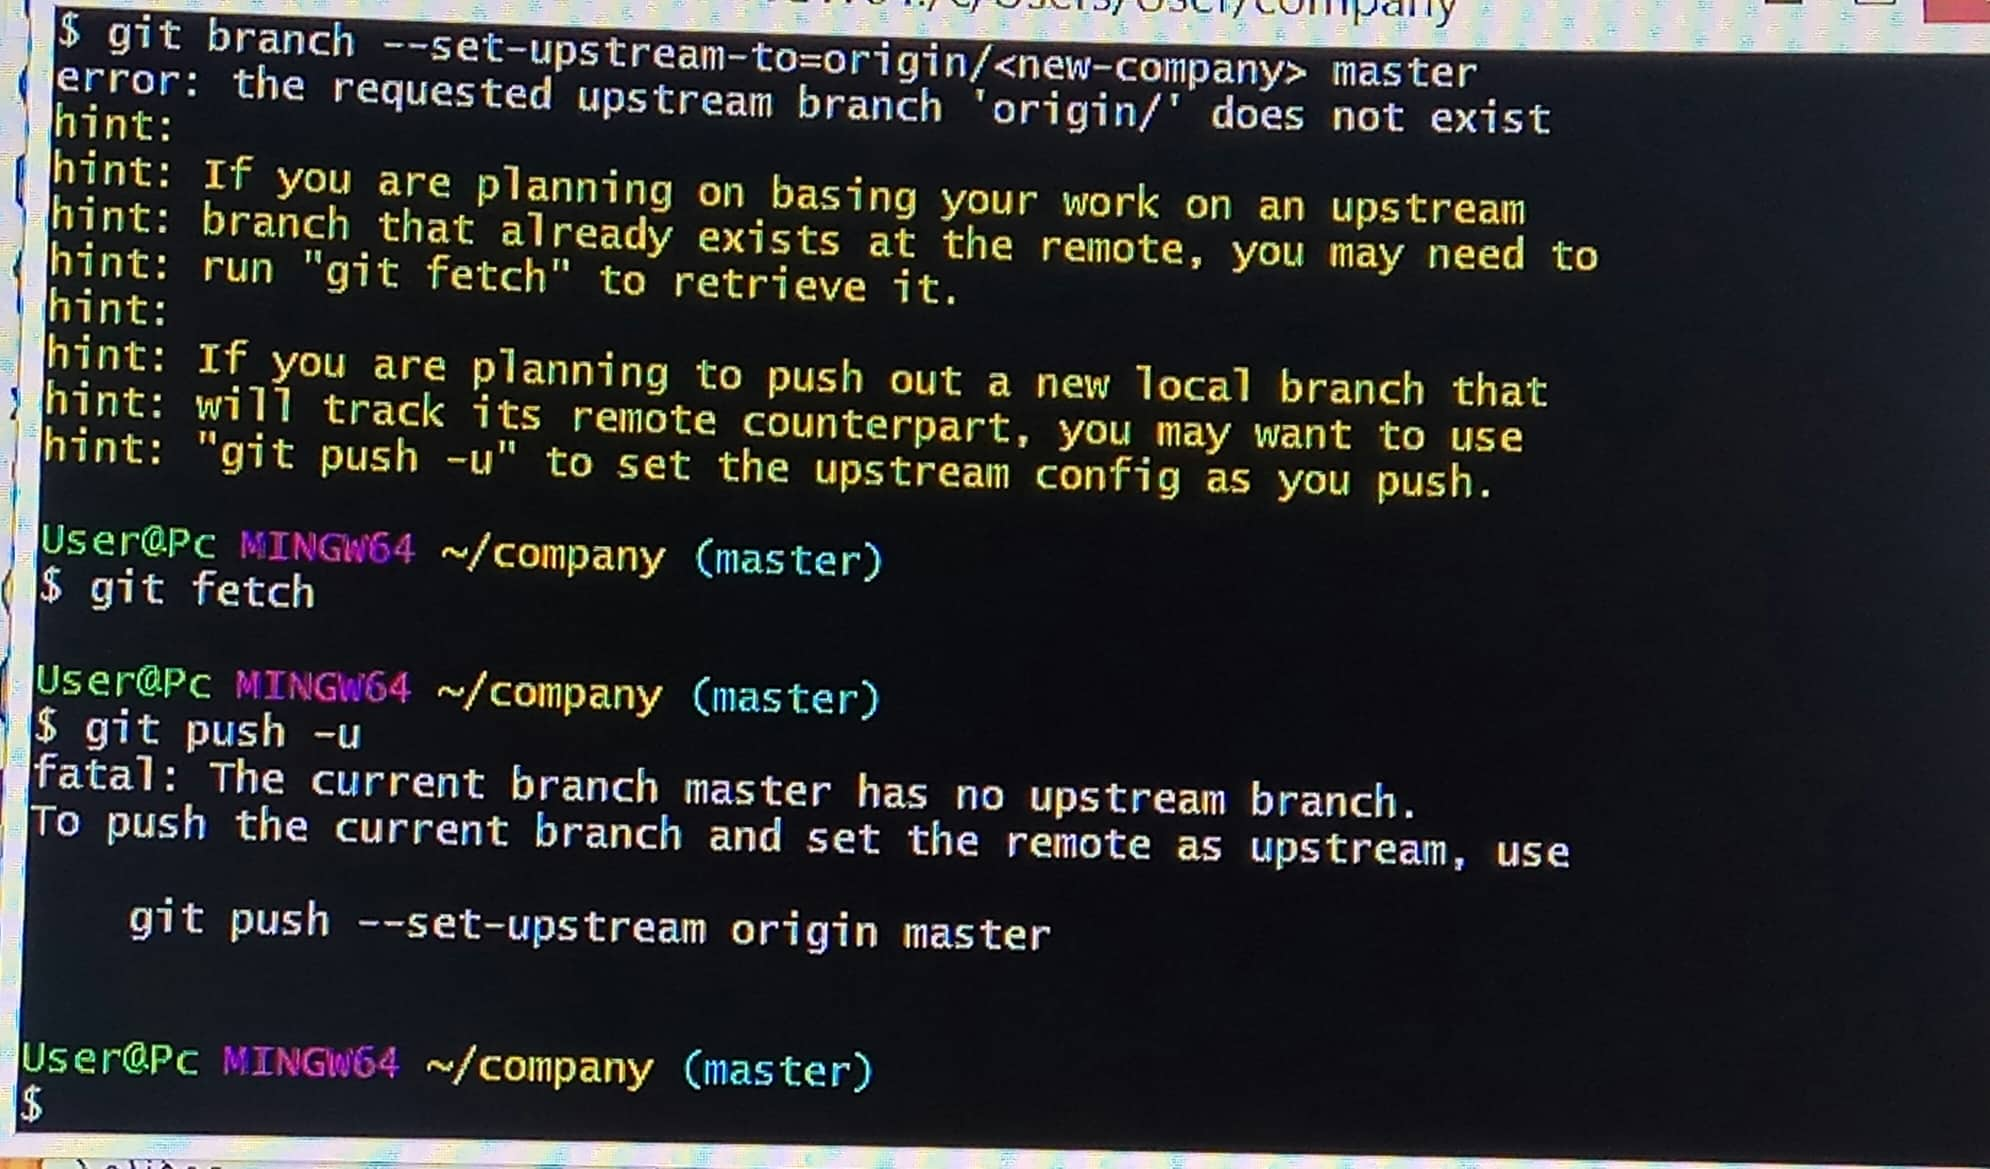 /Users/User/company
$ git branch --set-upstream-to=origin/<new-company> master
error: the requested upstream branch 'origin/' does not exist
hint:
hint: If you are planning on basing your work on an upstream
hint: branch that already exists at the remote, you may need to
hint: run "git fetch" to retrieve it.
hint:
hint: If you are planning to push out a new local branch that
hint: will track its remote counterpart, you may want to use
hint: "git push -u" to set the upstream config as you push.
User@Pc MINGW64 ~/company (master)
$ git fetch
User@Pc MINGW64 ~/company (master)
$ git push -u
fatal: The current branch master has no upstream branch.
To push the current branch and set the remote as upstream, use
git push --set-upstream origin master
User@Pc MINGW64 ~/company (master)
$